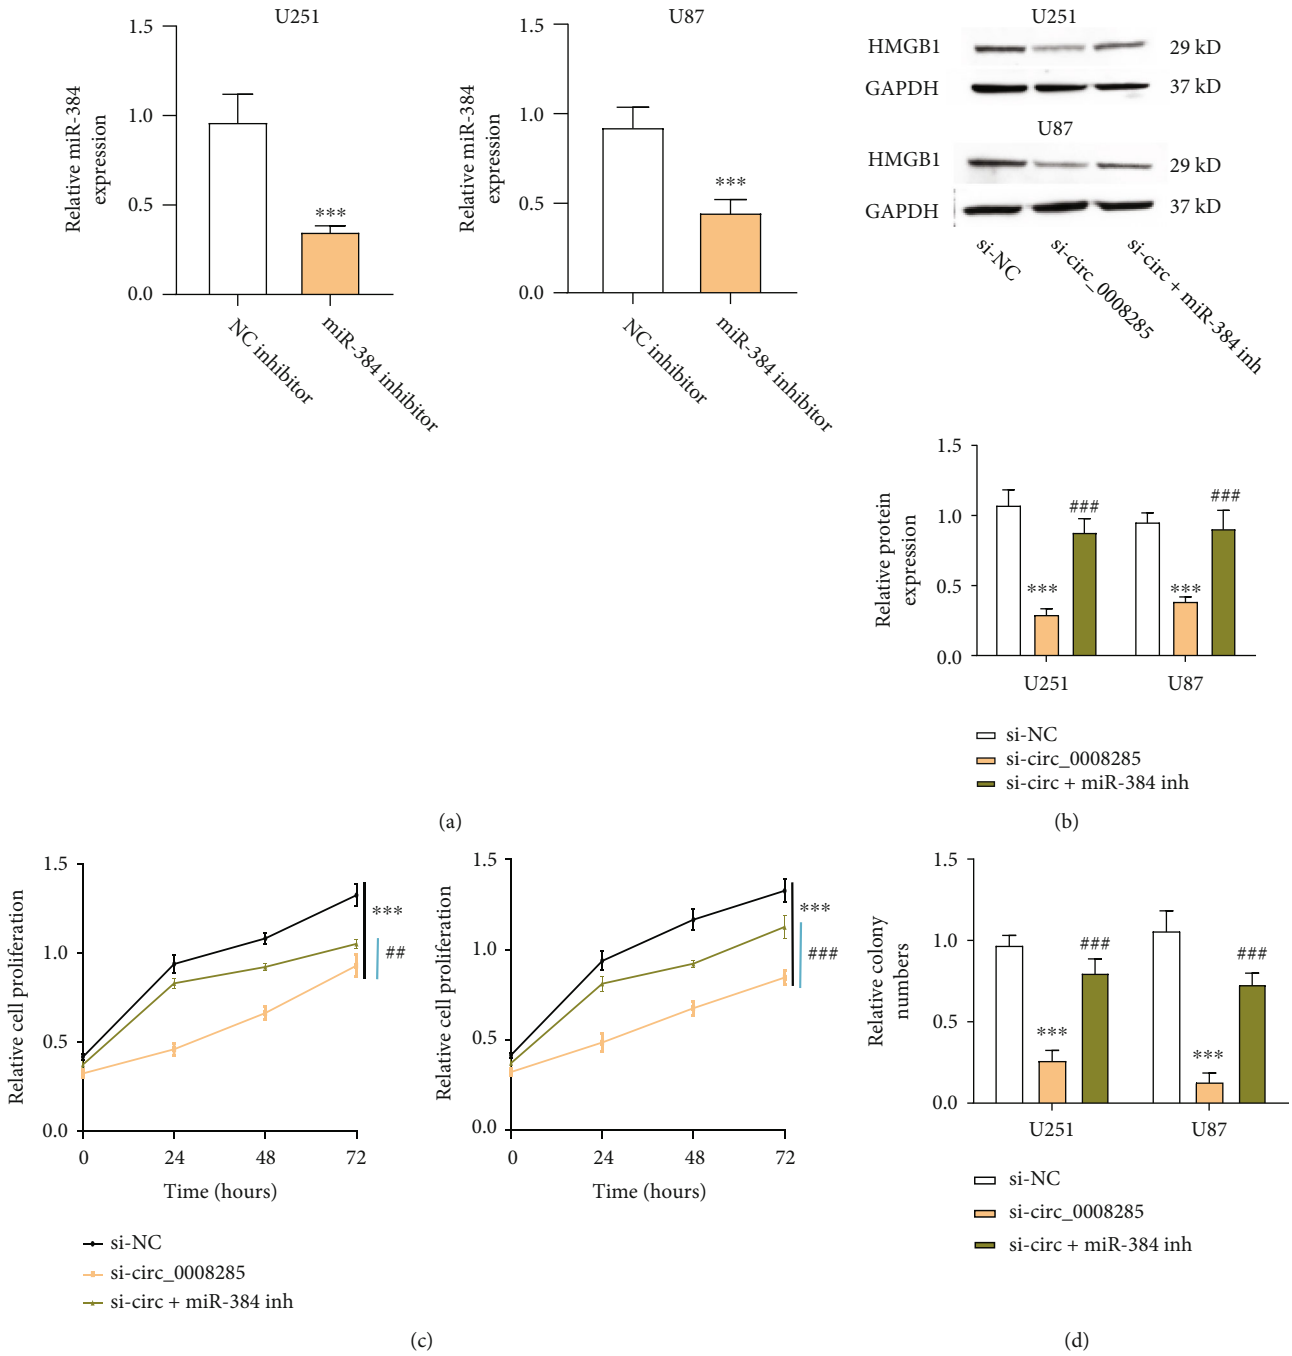 U251
Relative miR-384
expression
1.5
1.0
0.5
0.0
***
NC inhibitor
miR-384 inhibitor
U87
Relative miR-384
expression
1.5
1.0
0.5
0.0
***
NC inhibitor
miR-384 inhibitor
(a)
U251
HMGB1
29 kD
GAPDH
37 kD
U87
HMGB1
29 kD
GAPDH
37 kD
si-NC
si-circ_0008285
si-circ + miR-384 inh
Relative protein
expression
1.5
1.0
0.5
0.0
***
###
***
###
U251
U87
si-NC
si-circ_0008285
si-circ + miR-384 inh
(b)
Relative cell proliferation
1.5
1.0
0.5
0.0
***
##
0
24
48
72
Time (hours)
Relative cell proliferation
1.5
1.0
0.5
0.0
***
###
0
24
48
72
Time (hours)
si-NC
si-circ_0008285
si-circ + miR-384 inh
(c)
Relative colony
numbers
1.5
1.0
0.5
0.0
***
###
***
###
U251
U87
si-NC
si-circ_0008285
si-circ + miR-384 inh
(d)